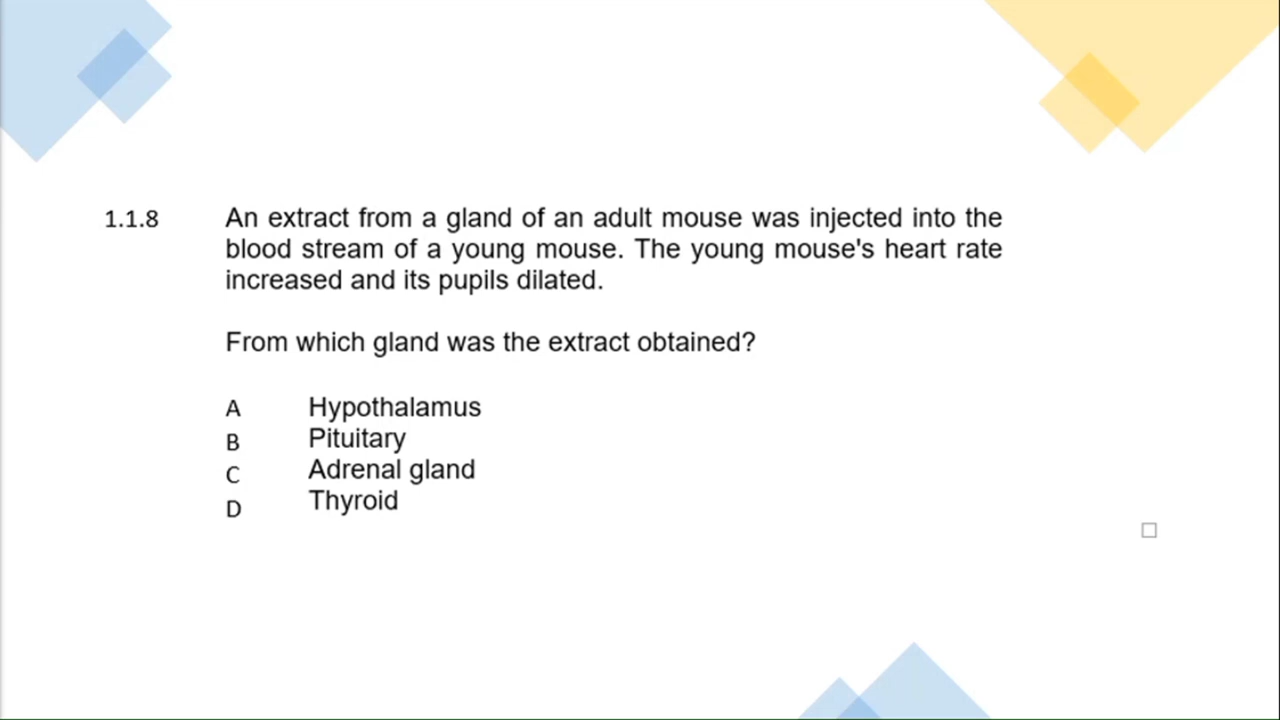 1.1.8 An extract from a gland of an adult mouse was injected into the
blood stream of a young mouse. The young mouse's heart rate
increased and its pupils dilated.
From which gland was the extract obtained?
A Hypothalamus
B Pituitary
C Adrenal gland
D Thyroid